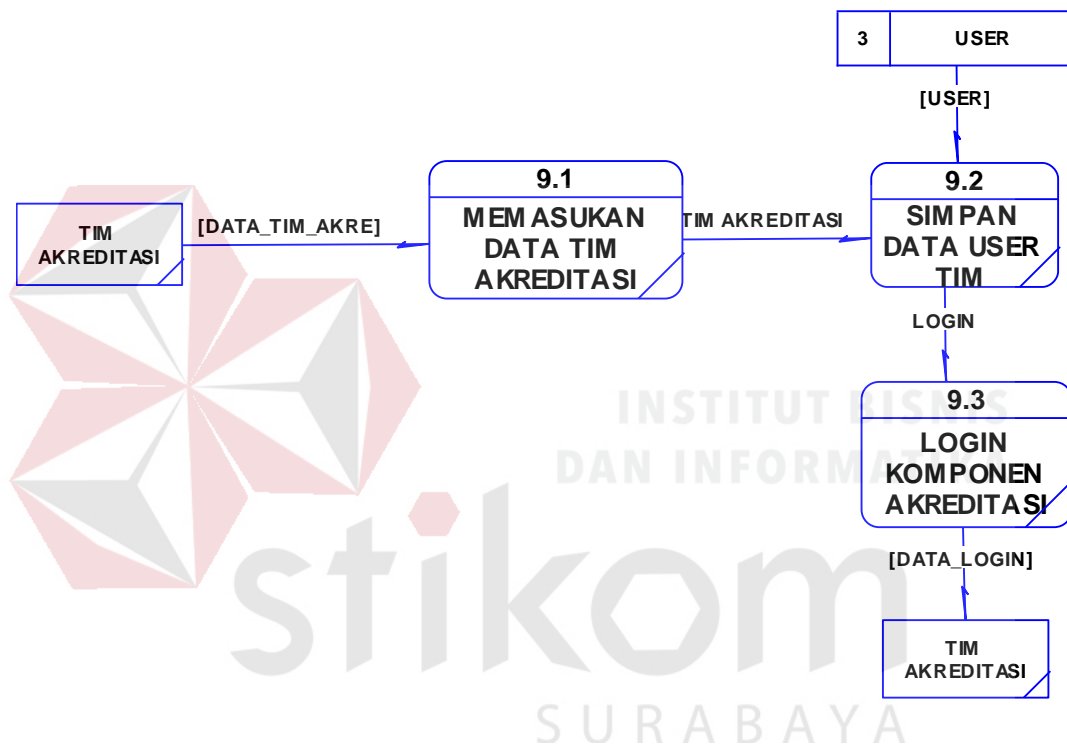 3 USER
[USER]
9.1
MEMASUKAN
DATA TIM
AKREDITASI
9.2
SIMPAN
DATA USER
TIM
TIM
AKREDITASI
[DATA_TIM_AKRE]
TIM AKREDITASI
LOGIN
9.3
LOGIN
KOMPONEN
AKREDITASI
[DATA_LOGIN]
TIM
AKREDITASI
INSTITUT BISNIS
DAN INFORMATIKA
stikom
SURABAYA